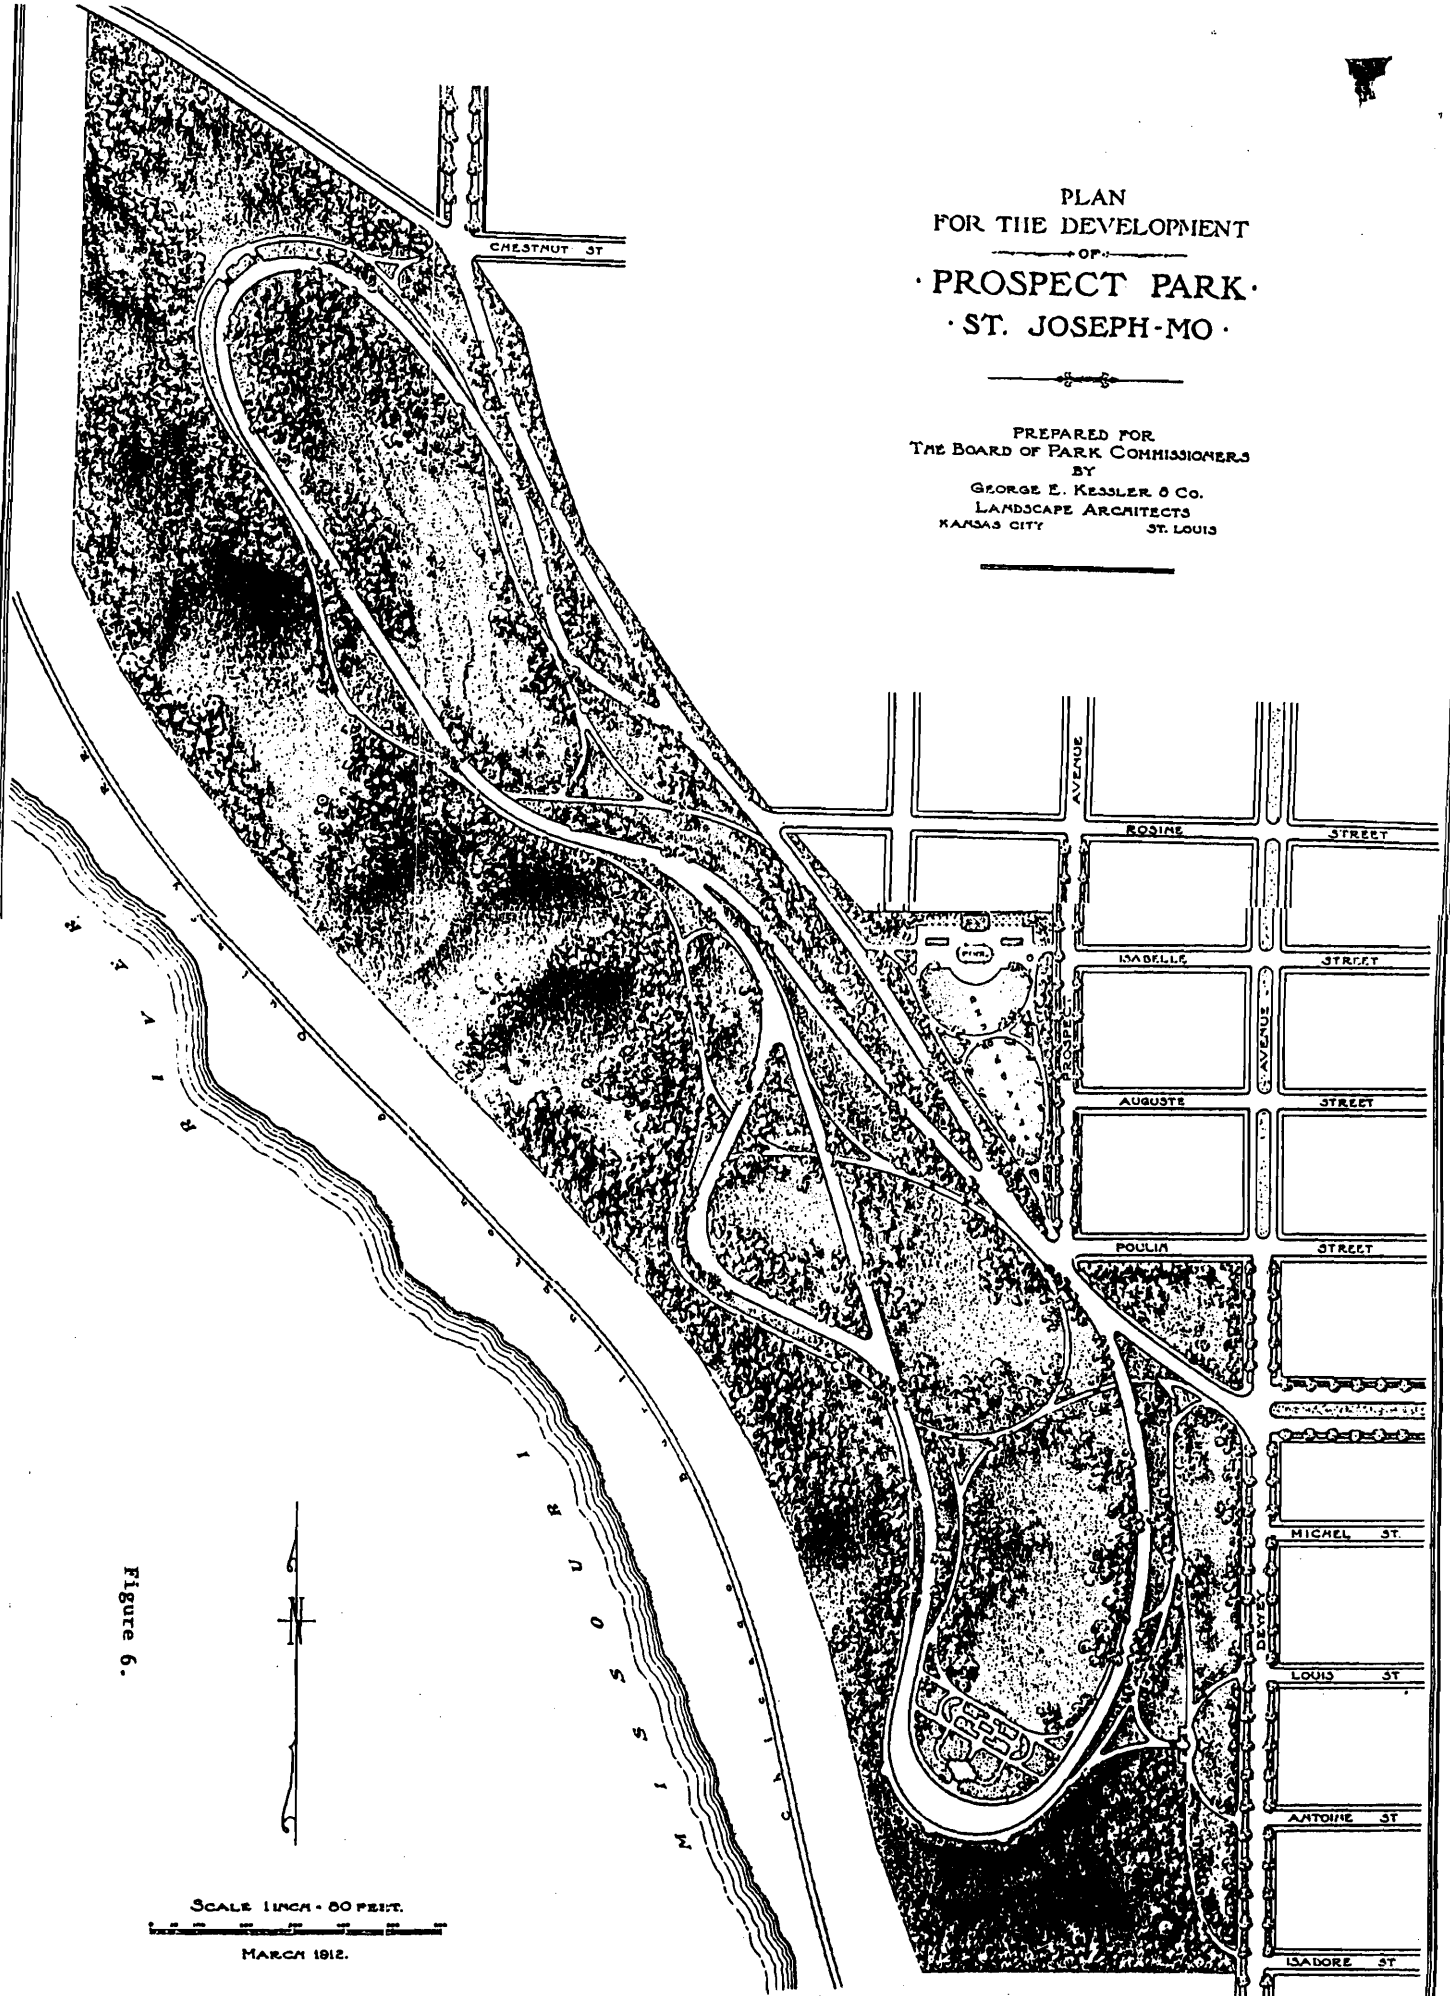 PLAN
FOR THE DEVELOPMENT
OF
· PROSPECT PARK ·
· ST. JOSEPH-MO ·
PREPARED FOR
THE BOARD OF PARK COMMISSIONERS
BY
GEORGE E. KESSLER & CO.
LANDSCAPE ARCHITECTS
KANSAS CITY ST. LOUIS
CHESTNUT ST
AVENUE
ROSINE STREET
ISABELLE STREET
PROSPECT
AVENUE
AUGUSTE STREET
POULIN STREET
MICHEL ST.
DEWEY
LOUIS ST
ANTOINE ST
ISADORE ST
MISSOURI RIVER
Chicago
N
Figure 6.
SCALE 1 INCH - 80 FEET.
MARCH 1912.